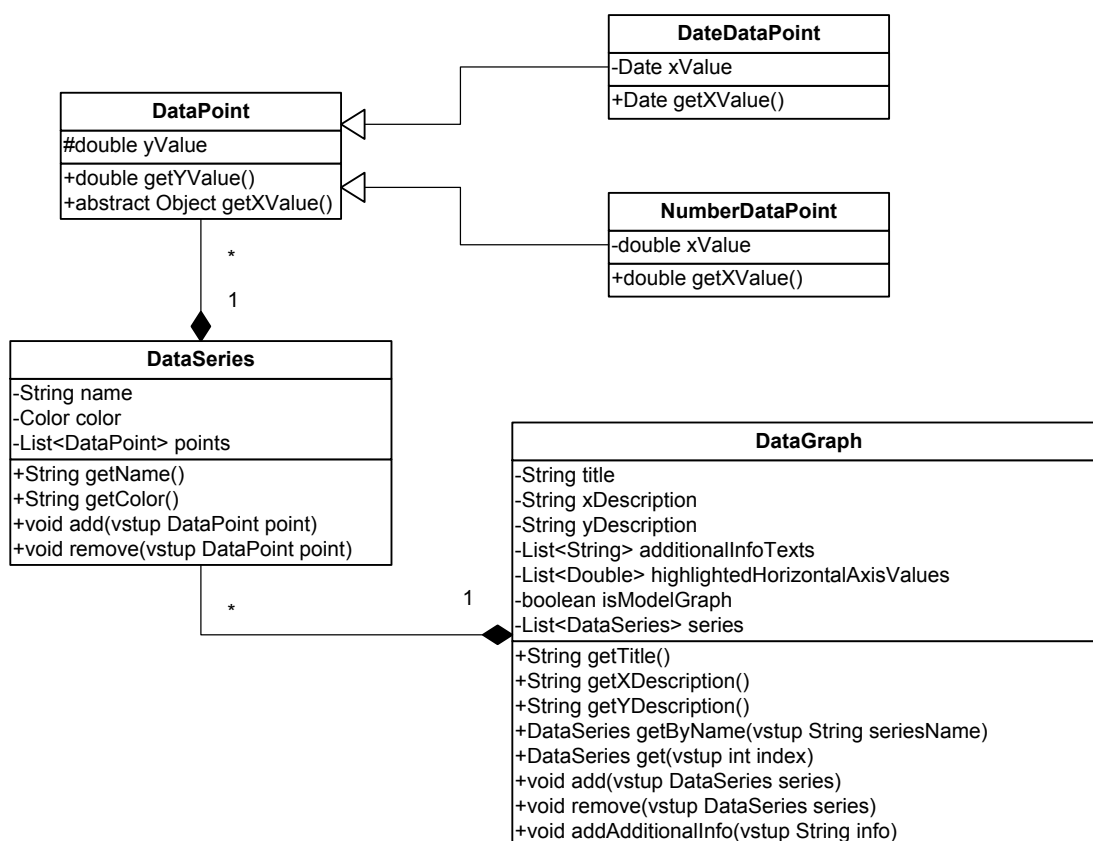 DateDataPoint
-Date xValue
+Date getXValue()
DataPoint
#double yValue
+double getYValue()
+abstract Object getXValue()
NumberDataPoint
-double xValue
+double getXValue()
*
1
DataSeries
-String name
-Color color
-List<DataPoint> points
+String getName()
+String getColor()
+void add(vstup DataPoint point)
+void remove(vstup DataPoint point)
*
1
DataGraph
-String title
-String xDescription
-String yDescription
-List<String> additionalInfoTexts
-List<Double> highlightedHorizontalAxisValues
-boolean isModelGraph
-List<DataSeries> series
+String getTitle()
+String getXDescription()
+String getYDescription()
+DataSeries getByName(vstup String seriesName)
+DataSeries get(vstup int index)
+void add(vstup DataSeries series)
+void remove(vstup DataSeries series)
+void addAdditionalInfo(vstup String info)